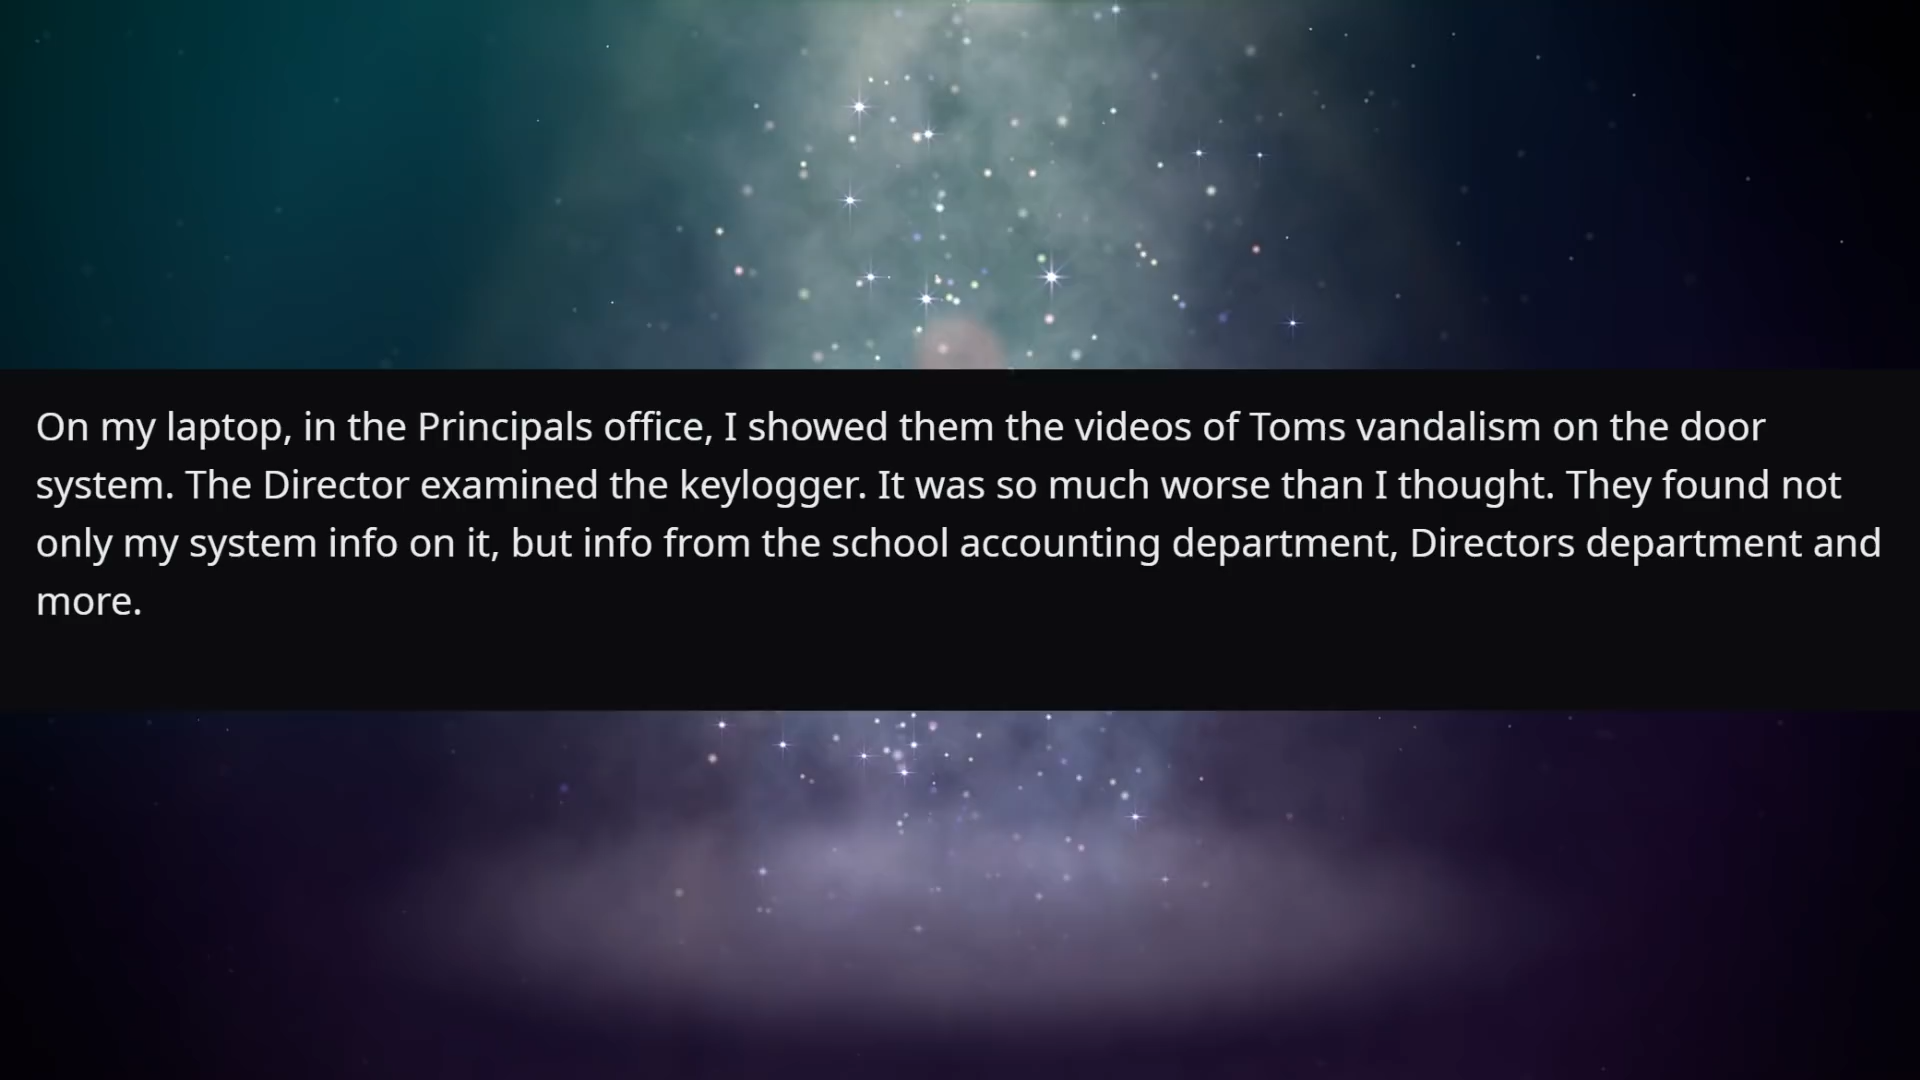 On my laptop, in the Principals office, I showed them the videos of Toms vandalism on the door
system. The Director examined the keylogger. It was so much worse than I thought. They found not
only my system info on it, but info from the school accounting department, Directors department and
more.